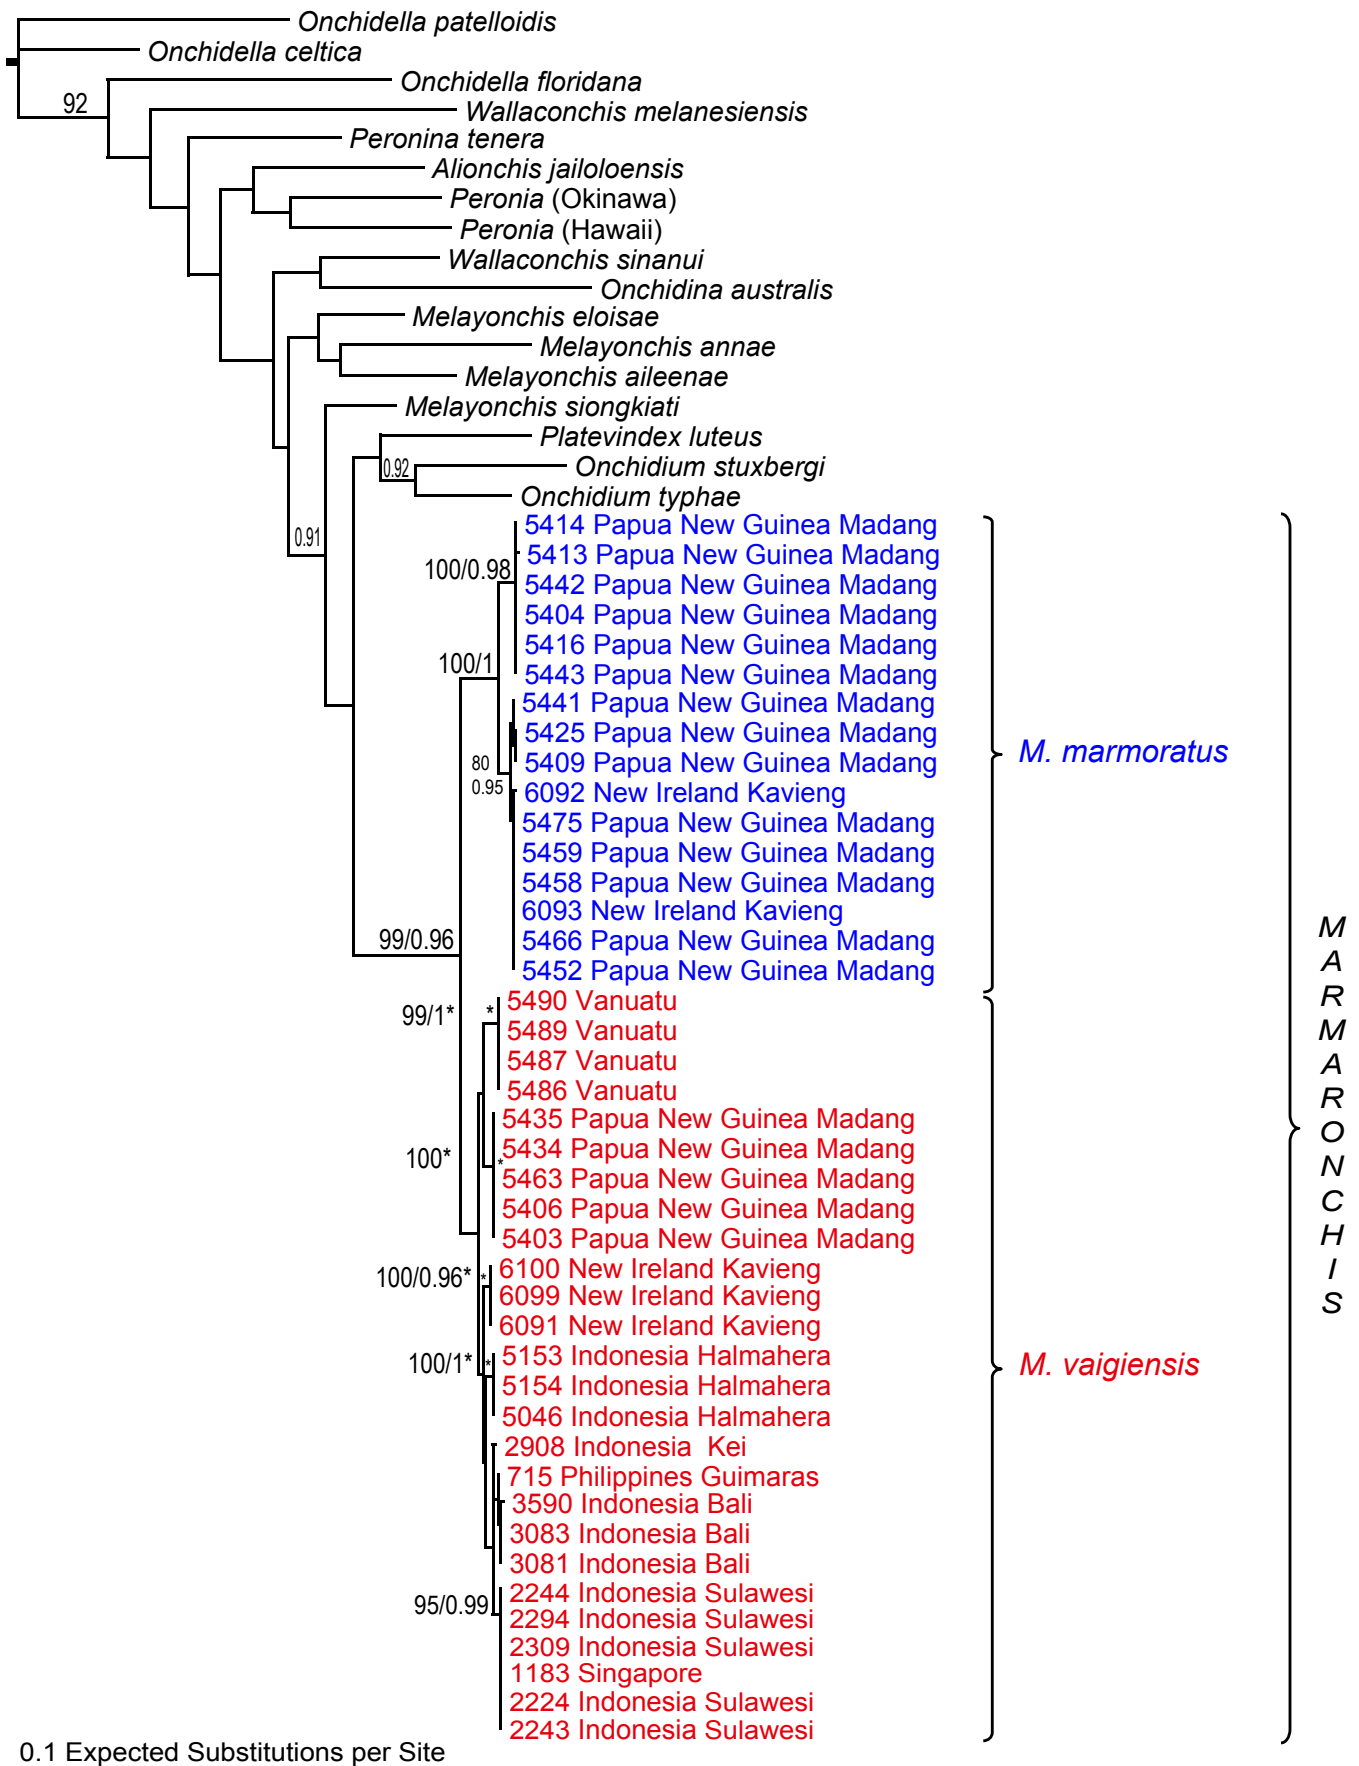 Onchidella patelloidis
Onchidella celtica
Onchidella floridana
92
Wallaconchis melanesiensis
Peronina tenera
Alionchis jailoloensis
Peronia (Okinawa)
Peronia (Hawaii)
Wallaconchis sinanui
Onchidina australis
Melayonchis eloisae
Melayonchis annae
Melayonchis aileenae
Melayonchis siongkiati
Platevindex luteus
0.92
Onchidium stuxbergi
Onchidium typhae
0.91
5414 Papua New Guinea Madang
5413 Papua New Guinea Madang
100/0.98
5442 Papua New Guinea Madang
5404 Papua New Guinea Madang
5416 Papua New Guinea Madang
100/1
5443 Papua New Guinea Madang
5441 Papua New Guinea Madang
5425 Papua New Guinea Madang
M. marmoratus
80
0.95
5409 Papua New Guinea Madang
6092 New Ireland Kavieng
5475 Papua New Guinea Madang
5459 Papua New Guinea Madang
5458 Papua New Guinea Madang
6093 New Ireland Kavieng
99/0.96
5466 Papua New Guinea Madang
5452 Papua New Guinea Madang
99/1*
*
5490 Vanuatu
5489 Vanuatu
5487 Vanuatu
5486 Vanuatu
5435 Papua New Guinea Madang
100*
*
5434 Papua New Guinea Madang
5463 Papua New Guinea Madang
5406 Papua New Guinea Madang
5403 Papua New Guinea Madang
100/0.96*
*
6100 New Ireland Kavieng
6099 New Ireland Kavieng
6091 New Ireland Kavieng
100/1*
*
5153 Indonesia Halmahera
M. vaigiensis
5154 Indonesia Halmahera
5046 Indonesia Halmahera
2908 Indonesia Kei
715 Philippines Guimaras
3590 Indonesia Bali
3083 Indonesia Bali
3081 Indonesia Bali
95/0.99
2244 Indonesia Sulawesi
2294 Indonesia Sulawesi
2309 Indonesia Sulawesi
1183 Singapore
2224 Indonesia Sulawesi
2243 Indonesia Sulawesi
MARMARONCHIS
0.1 Expected Substitutions per Site